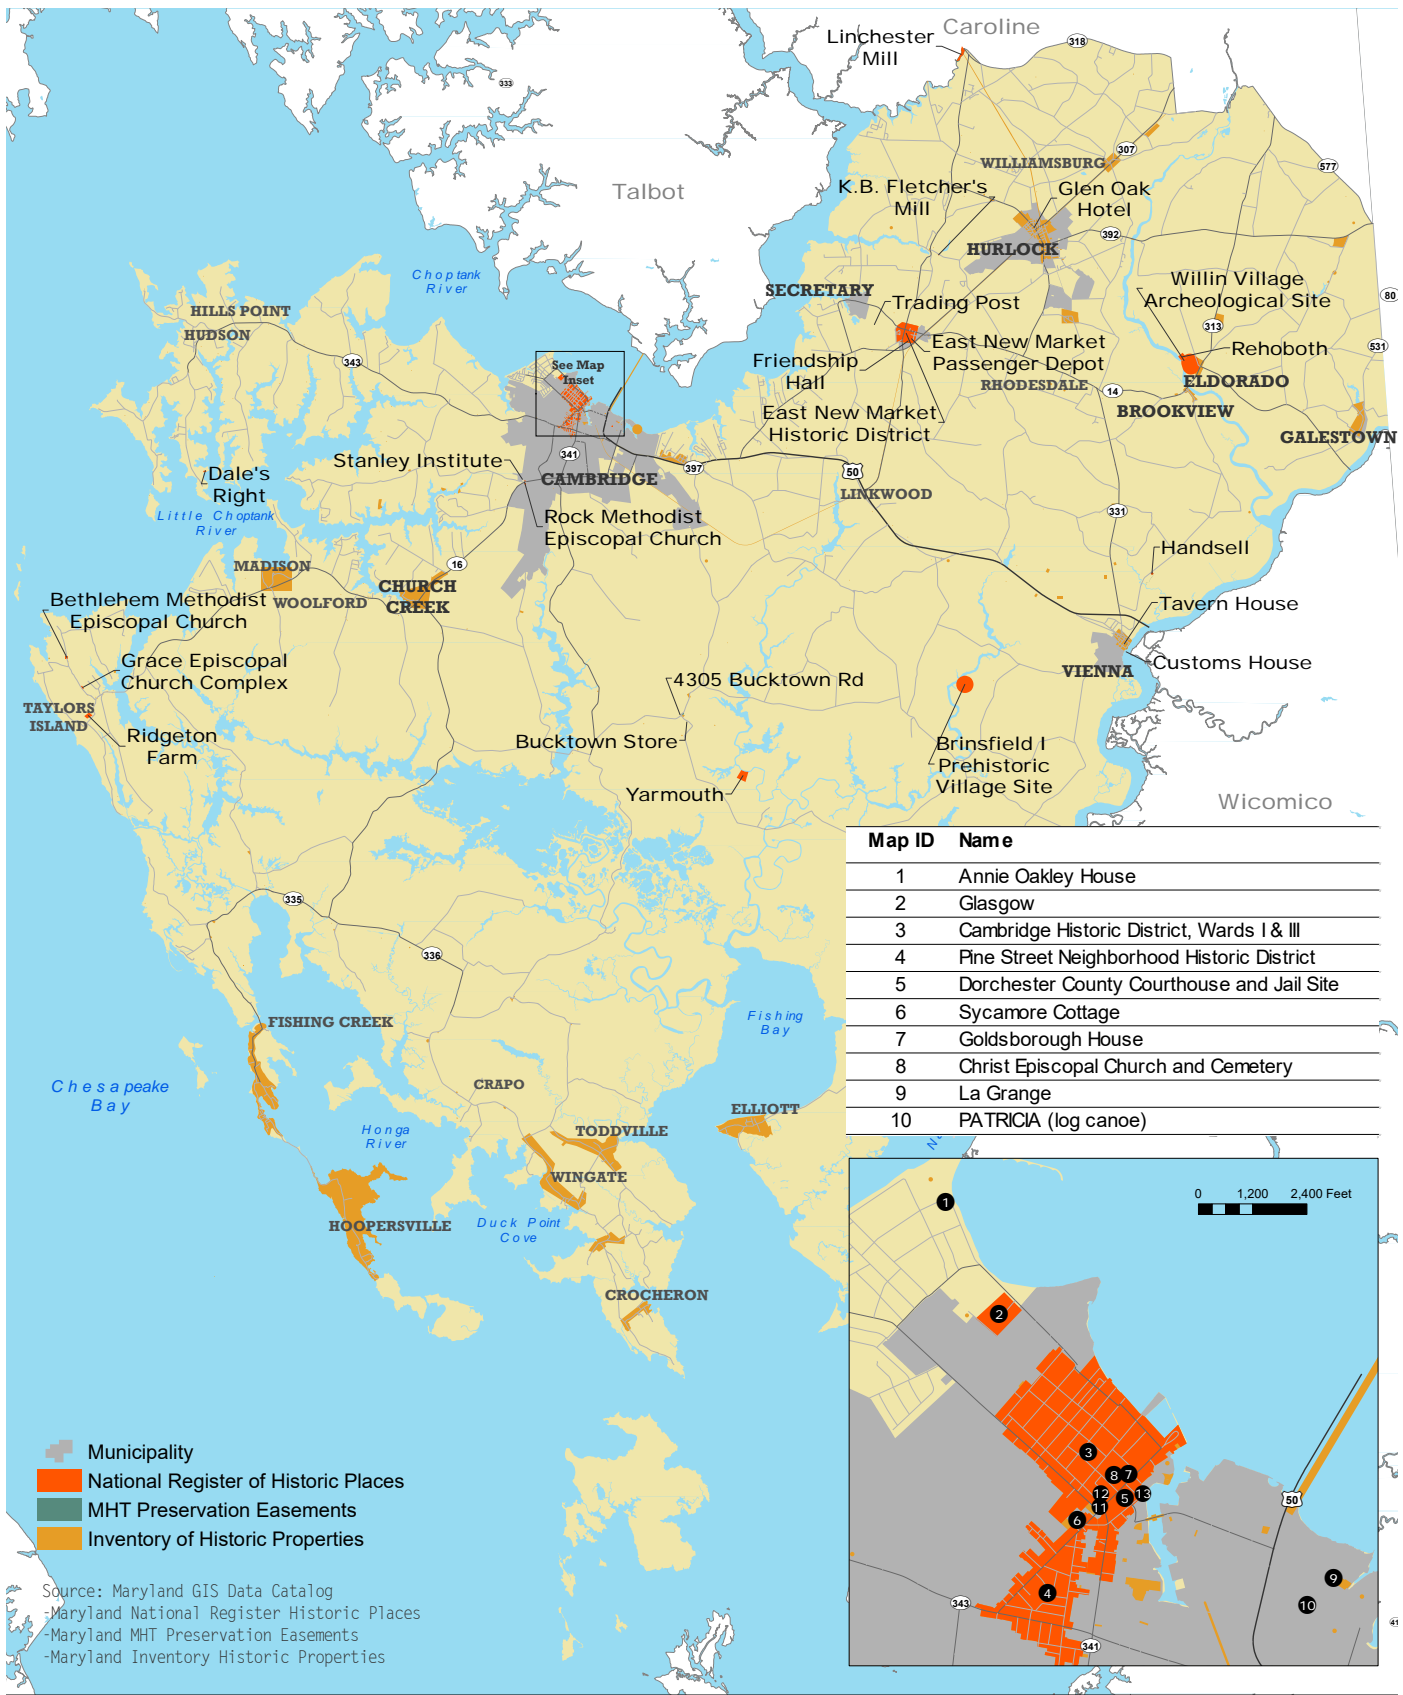 Caroline
Linchester
Mill
318
333
Talbot
307
WILLIAMSBURG
577
K.B. Fletcher's
Mill
Glen Oak
Hotel
392
HURLOCK
Choptank
River
Willin Village
Archeological Site
SECRETARY
Trading Post
80
HILLS POINT
HUDSON
313
343
East New Market
Passenger Depot
Rehoboth
531
See Map
Inset
Friendship
Hall
RHODESDALE
14
ELDORADO
BROOKVIEW
East New Market
Historic District
GALESTOWN
341
Stanley Institute
CAMBRIDGE
397
50
LINKWOOD
Dale's
Right
Little Choptank
River
331
Rock Methodist
Episcopal Church
Handsell
MADISON
16
WOOLFORD
CHURCH
CREEK
Bethlehem Methodist
Episcopal Church
Tavern House
Grace Episcopal
Church Complex
VIENNA
Customs House
4305 Bucktown Rd
TAYLORS
ISLAND
Ridgeton
Farm
Bucktown Store
Brinsfield I
Prehistoric
Village Site
Yarmouth
Wicomico
Map ID Name
1 Annie Oakley House
2 Glasgow
3 Cambridge Historic District, Wards I & III
4 Pine Street Neighborhood Historic District
5 Dorchester County Courthouse and Jail Site
6 Sycamore Cottage
7 Goldsborough House
8 Christ Episcopal Church and Cemetery
9 La Grange
10 PATRICIA (log canoe)
335
336
Fishing
Bay
FISHING CREEK
Chesapeake
Bay
CRAPO
ELLIOTT
Honga
River
TODDVILLE
WINGATE
HOOPERSVILLE
Duck Point
Cove
CROCHERON
0 1,200 2,400 Feet
1
2
3
8 7
12 5 13
11
6
50
4
9
10
343
341
41
Municipality
National Register of Historic Places
MHT Preservation Easements
Inventory of Historic Properties
Source: Maryland GIS Data Catalog
-Maryland National Register Historic Places
-Maryland MHT Preservation Easements
-Maryland Inventory Historic Properties